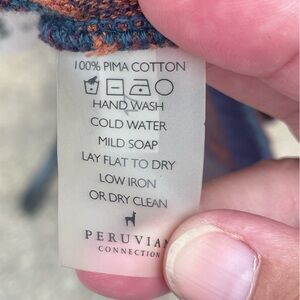 100% PIMA COTTON
HAND WASH
COLD WATER
MILD SOAP
LAY FLAT TO DRY
LOW IRON
OR DRY CLEAN
PERUVIAN
CONNECTION